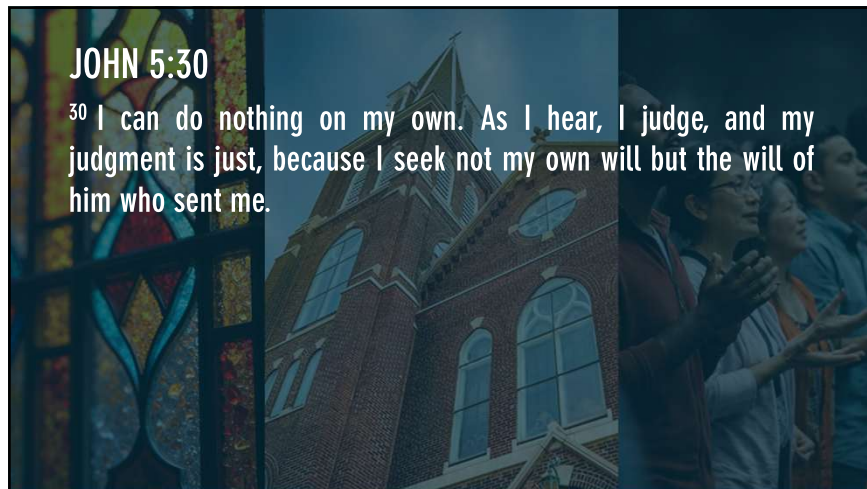 JOHN 5:30
30 I can do nothing on my own. As I hear, I judge, and my
judgment is just, because I seek not my own will but the will of
him who sent me.